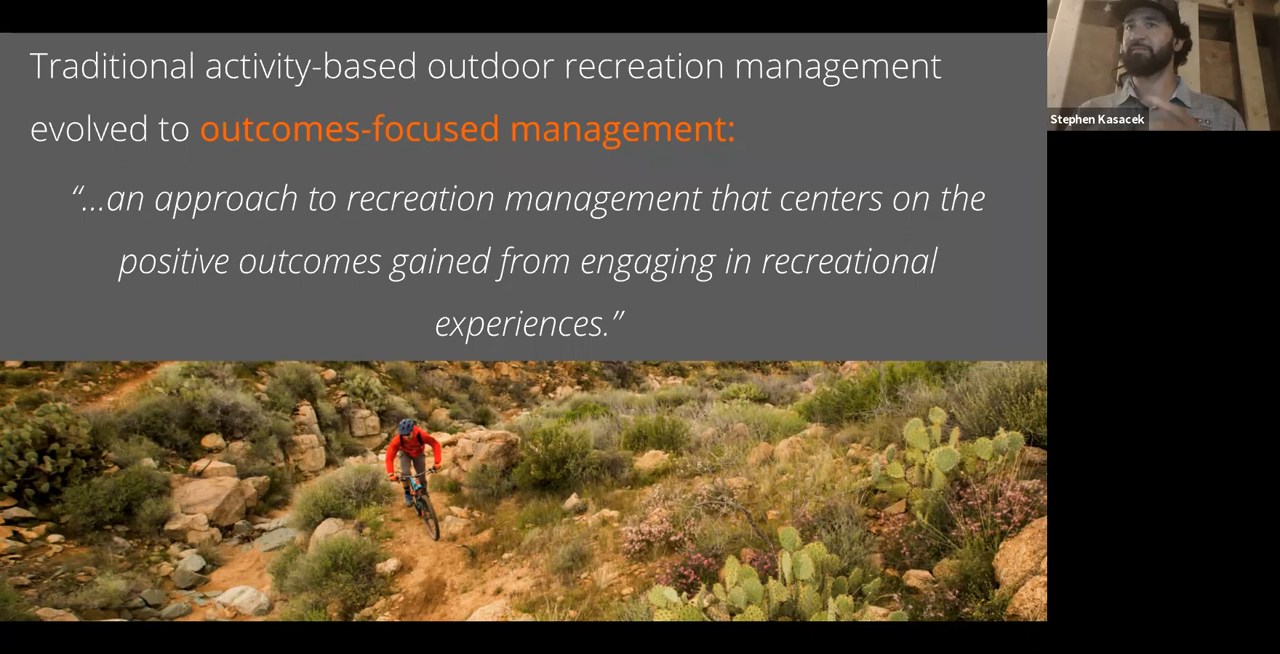 Traditional activity-based outdoor recreation management
evolved to outcomes-focused management:
“...an approach to recreation management that centers on the
positive outcomes gained from engaging in recreational
experiences.”
Stephen Kasacek